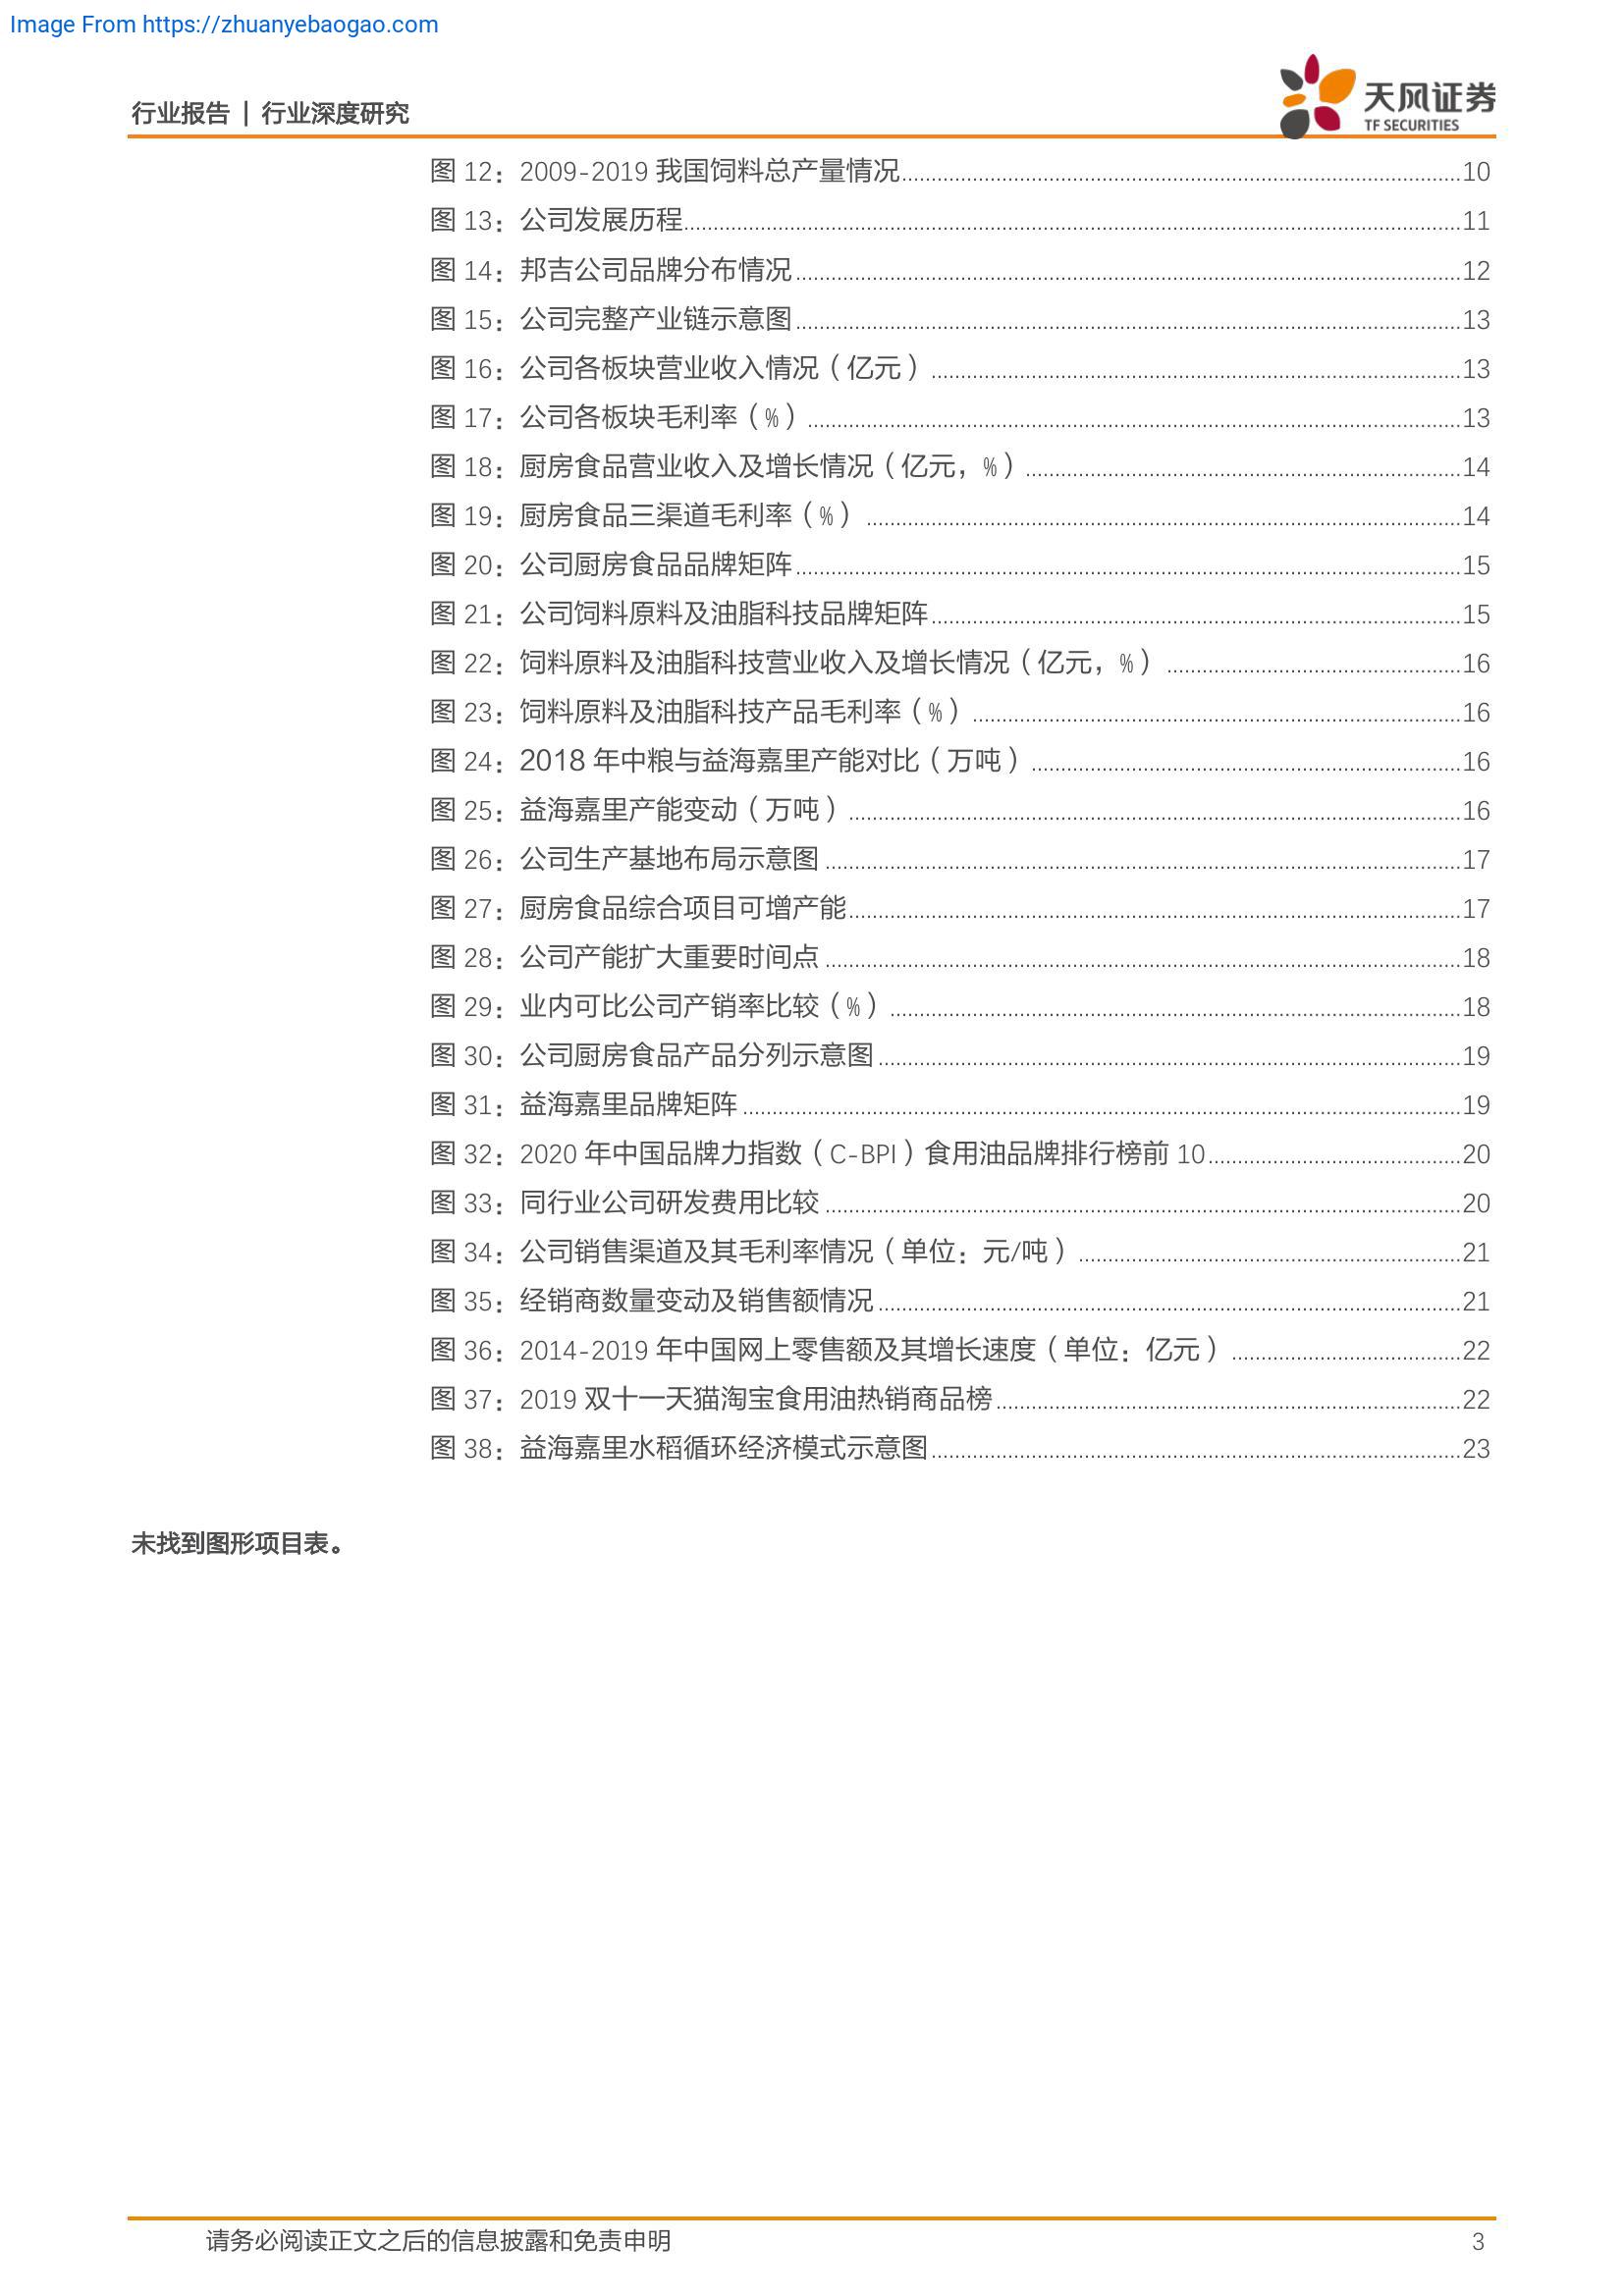 Image From https://zhuanyebaogao.com
行业报告 | 行业深度研究
天风证券
TF SECURITIES
图 12：2009-2019 我国饲料总产量情况 10
图 13：公司发展历程 11
图 14：邦吉公司品牌分布情况 12
图 15：公司完整产业链示意图 13
图 16：公司各板块营业收入情况（亿元） 13
图 17：公司各板块毛利率（%） 13
图 18：厨房食品营业收入及增长情况（亿元，%） 14
图 19：厨房食品三渠道毛利率（%） 14
图 20：公司厨房食品品牌矩阵 15
图 21：公司饲料原料及油脂科技品牌矩阵 15
图 22：饲料原料及油脂科技营业收入及增长情况（亿元，%） 16
图 23：饲料原料及油脂科技产品毛利率（%） 16
图 24：2018 年中粮与益海嘉里产能对比（万吨） 16
图 25：益海嘉里产能变动（万吨） 16
图 26：公司生产基地布局示意图 17
图 27：厨房食品综合项目可增产能 17
图 28：公司产能扩大重要时间点 18
图 29：业内可比公司产销率比较（%） 18
图 30：公司厨房食品产品分列示意图 19
图 31：益海嘉里品牌矩阵 19
图 32：2020 年中国品牌力指数（C-BPI）食用油品牌排行榜前 10 20
图 33：同行业公司研发费用比较 20
图 34：公司销售渠道及其毛利率情况（单位：元/吨） 21
图 35：经销商数量变动及销售额情况 21
图 36：2014-2019 年中国网上零售额及其增长速度（单位：亿元） 22
图 37：2019 双十一天猫淘宝食用油热销商品榜 22
图 38：益海嘉里水稻循环经济模式示意图 23
未找到图形项目表。
请务必阅读正文之后的信息披露和免责申明 3